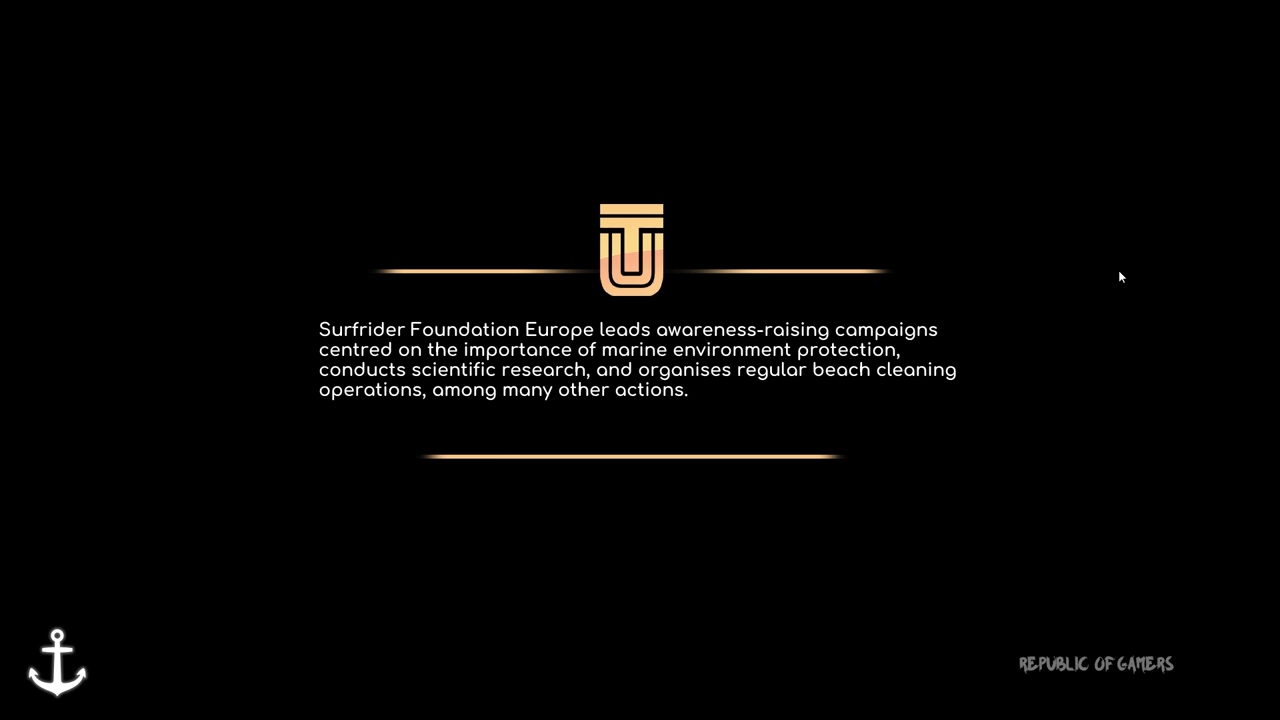 Surfrider Foundation Europe leads awareness-raising campaigns
centred on the importance of marine environment protection,
conducts scientific research, and organises regular beach cleaning
operations, among many other actions.
REPUBLIC OF GAMERS